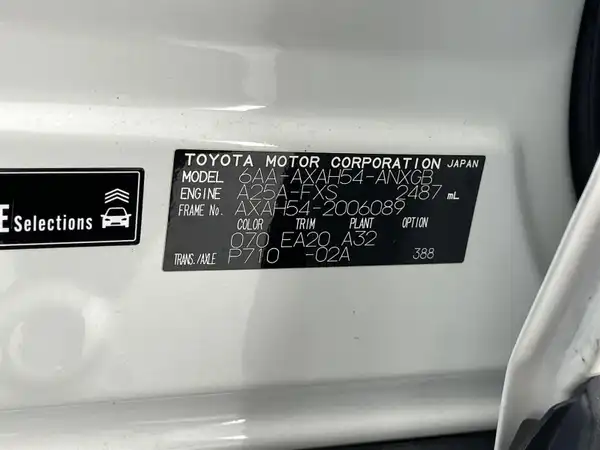 TOYOTA MOTOR CORPORATION JAPAN
MODEL 6AA-AXAH54-ANXGB
ENGINE A25A-FXS 2487 mL
FRAME No. AXAH54-2006089
COLOR TRIM PLANT OPTION
070 EA20 A32
TRANS./AXLE P710 -02A 388
E Selections